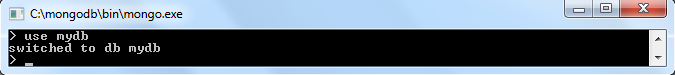 C:\mongodb\bin\mongo.exe
> use mydb
switched to db mydb
> _